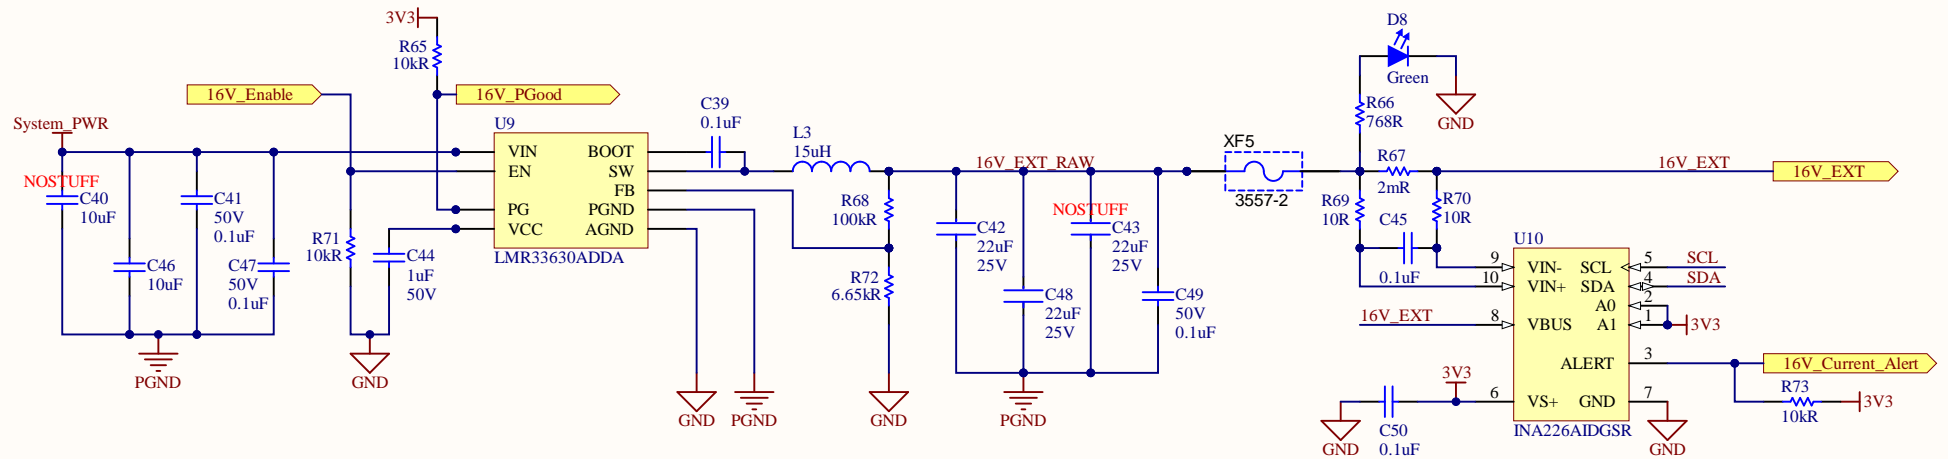 3V3
R65
10kR
16V_Enable
16V_PGood
System_PWR
NOSTUFF
C40
10uF
C46
10uF
C41
50V
0.1uF
C47
50V
0.1uF
PGND
R71
10kR
C44
1uF
50V
GND
U9
VIN
EN
PG
VCC
BOOT
SW
FB
PGND
AGND
LMR33630ADDA
C39
0.1uF
L3
15uH
GND
PGND
R68
100kR
R72
6.65kR
GND
16V_EXT_RAW
C42
22uF
25V
NOSTUFF
C43
22uF
25V
C48
22uF
25V
C49
50V
0.1uF
PGND
XF5
3557-2
D8
Green
GND
R66
768R
R67
2mR
16V_EXT
16V_EXT
R69
10R
C45
0.1uF
R70
10R
U10
9
VIN-
10
VIN+
8
VBUS
6
VS+
SCL
5
SDA
4
A0
2
A1
1
ALERT
3
GND
7
INA226AIDGSR
SCL
SDA
3V3
16V_EXT
3V3
C50
0.1uF
GND
GND
16V_Current_Alert
R73
10kR
3V3